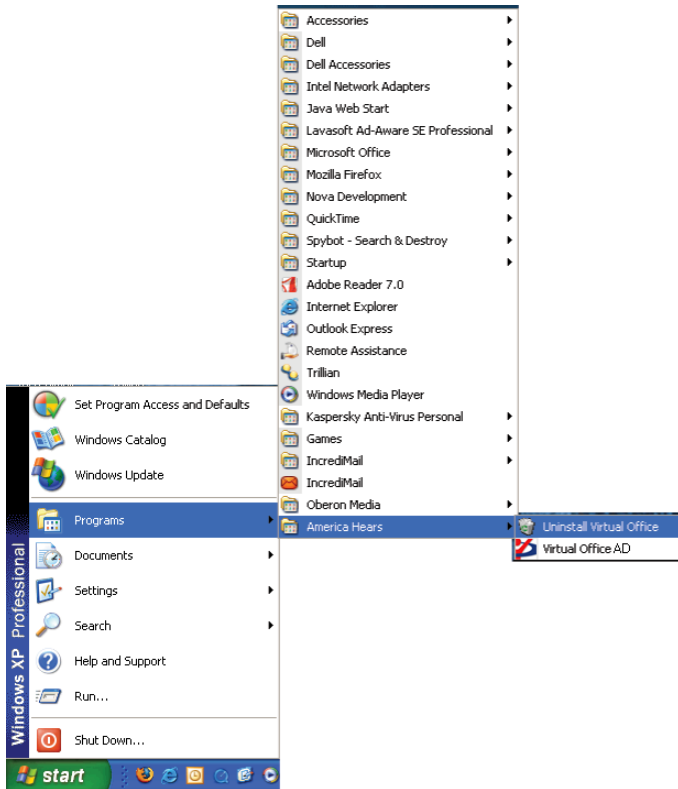 Accessories
Dell
Dell Accessories
Intel Network Adapters
Java Web Start
Lavasoft Ad-Aware SE Professional
Microsoft Office
Mozilla Firefox
Nova Development
QuickTime
Spybot - Search & Destroy
Startup
Adobe Reader 7.0
Internet Explorer
Outlook Express
Remote Assistance
Trillian
Windows Media Player
Kaspersky Anti-Virus Personal
Games
IncrediMail
IncrediMail
Oberon Media
America Hears
Uninstall Virtual Office
Virtual Office AD
Set Program Access and Defaults
Windows Catalog
Windows Update
Programs
Documents
Settings
Search
Help and Support
Run...
Shut Down...
Windows XP Professional
start